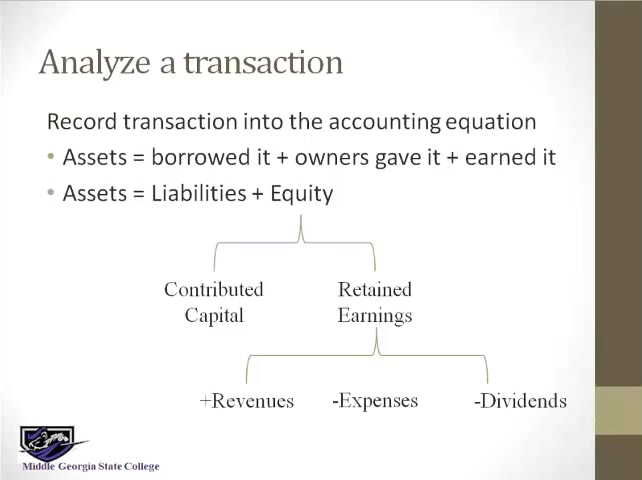 Analyze a transaction
Record transaction into the accounting equation
• Assets = borrowed it + owners gave it + earned it
• Assets = Liabilities + Equity
Contributed Capital
Retained Earnings
+Revenues -Expenses -Dividends
Middle Georgia State College